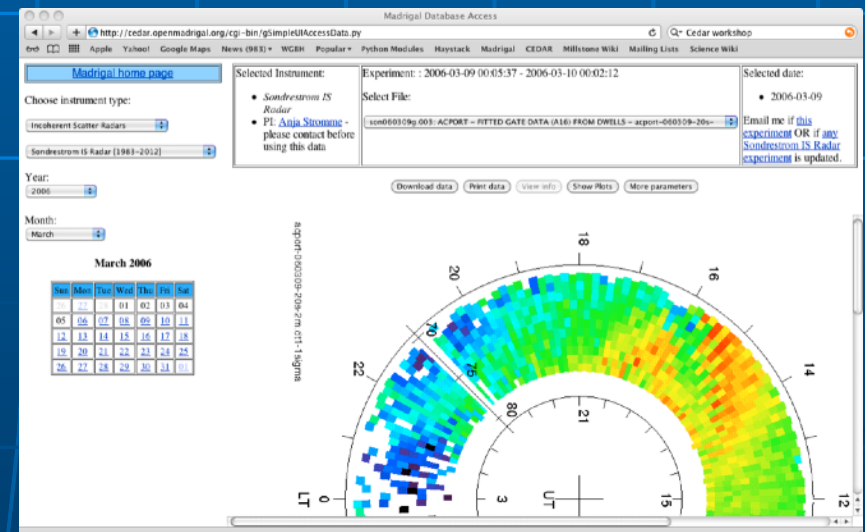 Madrigal Database Access
http://cedar.openmadrigal.org/cgi-bin/gSimpleUIAccessData.py
Cedar workshop
Apple Yahoo! Google Maps News (983) WGBH Popular Python Modules Haystack Madrigal CEDAR Millstone Wiki Mailing Lists Science Wiki
Madrigal home page
Choose instrument type:
Incoherent Scatter Radars
Sondrestrom IS Radar [1983-2012]
Year:
2006
Month:
March
March 2006
Sun Mon Tue Wed Thu Fri Sat
26 27 28 01 02 03 04
05 06 07 08 09 10 11
12 13 14 15 16 17 18
19 20 21 22 23 24 25
26 27 28 29 30 31 01
Selected Instrument:
• Sondrestrom IS
Radar
• PI: Anja Stromme -
please contact before
using this data
Experiment: : 2006-03-09 00:05:37 - 2006-03-10 00:02:12
Select File:
son060309g.003: ACPORT - FITTED GATE DATA (A16) FROM DWELLS - acport-060309-20s-
Selected date:
• 2006-03-09
Email me if this
experiment OR if any
Sondrestrom IS Radar
experiment is updated.
Download data Print data View info Show Plots More parameters
acport-060309-20s-2m
18
20
16
70
75
22
14
80
21
LT 0
3
UT
15
12